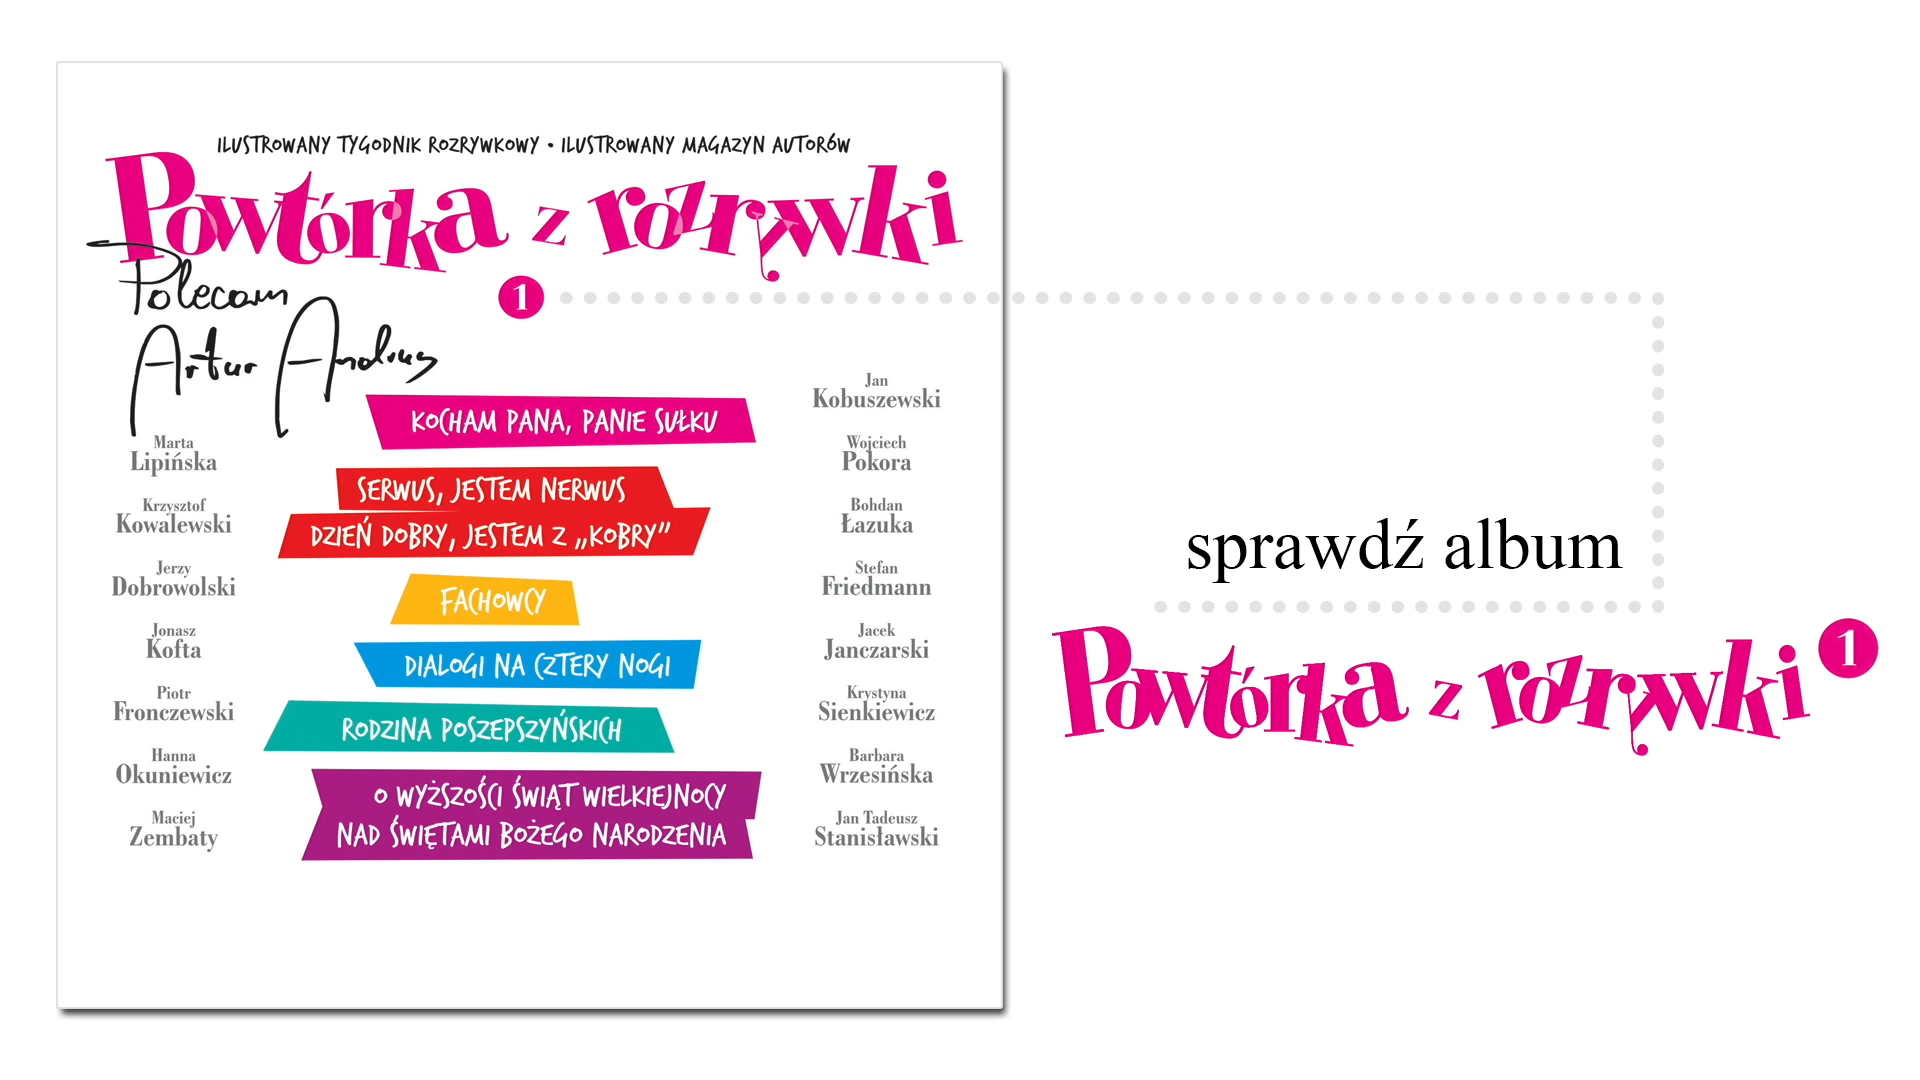 ILUSTROWANY TYGODNIK ROZRYWKOWY • ILUSTROWANY MAGAZYN AUTORÓW
Powtórka z rozrywki
1
Polecam
Artur Andrus
KOCHAM PANA, PANIE SUŁKU
SERWUS, JESTEM NERWUS
DZIEŃ DOBRY, JESTEM Z „KOBRY”
FACHOWCY
DIALOGI NA CZTERY NOGI
RODZINA POSZEPSZYŃSKICH
O WYŻSZOŚCI ŚWIĄT WIELKIEJNOCY
NAD ŚWIĘTAMI BOŻEGO NARODZENIA
Marta
Lipińska
Krzysztof
Kowalewski
Jerzy
Dobrowolski
Jonasz
Kofta
Piotr
Fronczewski
Hanna
Okuniewicz
Maciej
Zembaty
Jan
Kobuszewski
Wojciech
Pokora
Bohdan
Łazuka
Stefan
Friedmann
Jacek
Janczarski
Krystyna
Sienkiewicz
Barbara
Wrzesińska
Jan Tadeusz
Stanisławski
sprawdź album
Powtórka z rozrywki 1